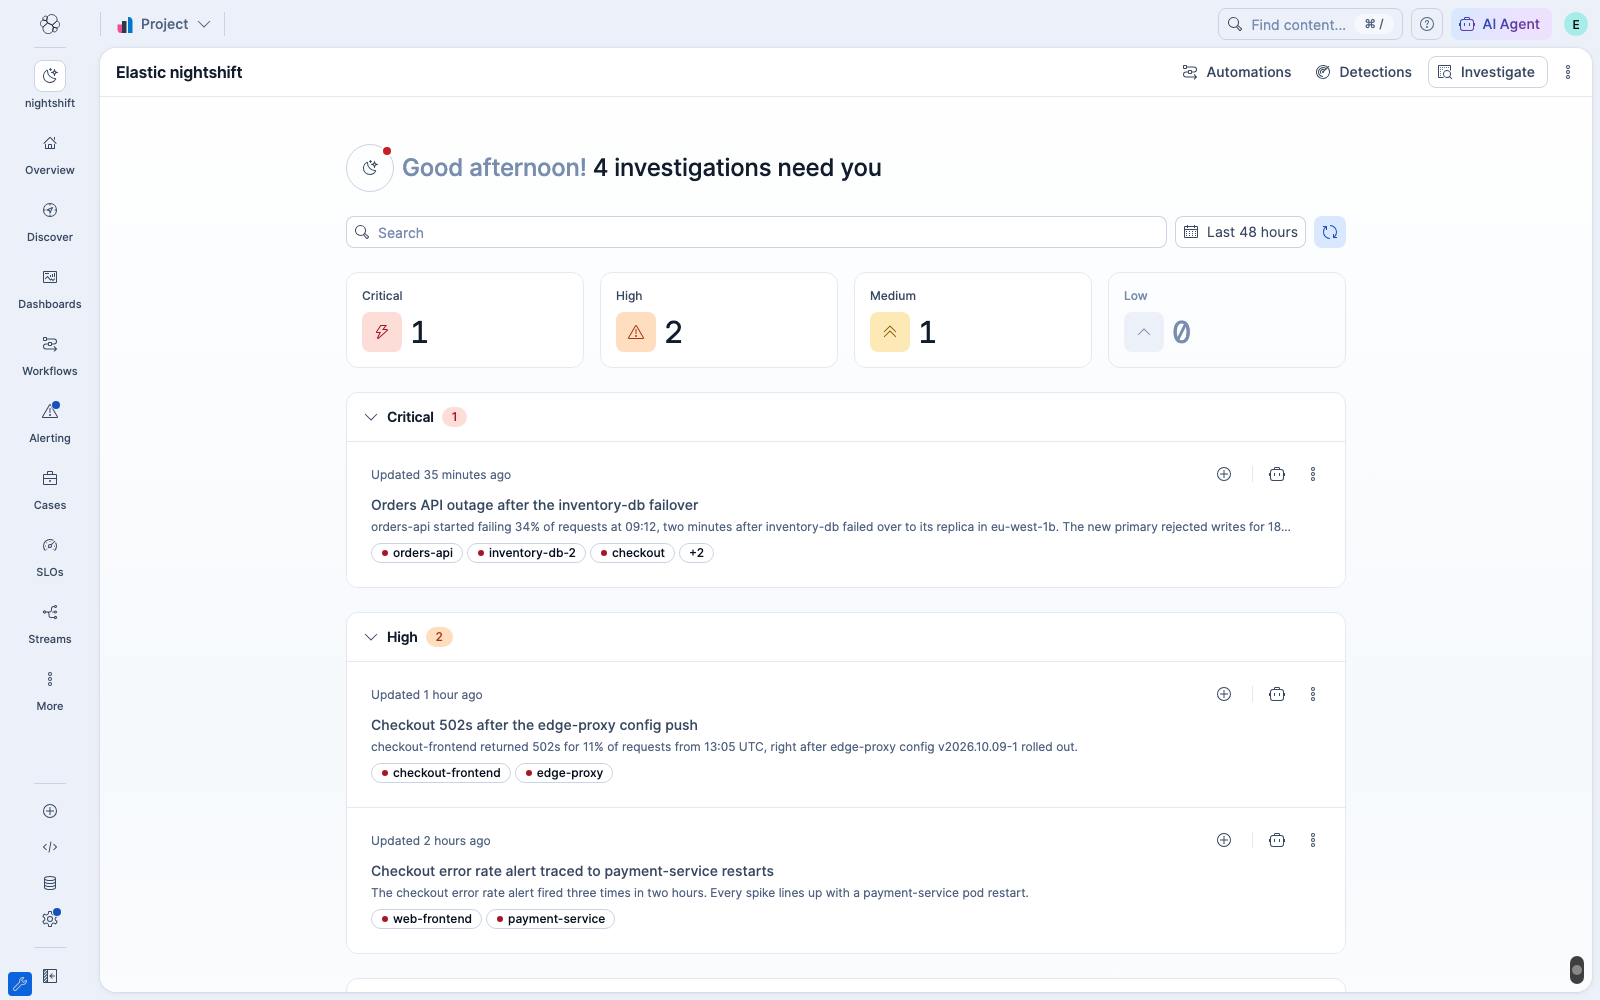 Project
Find content...
⌘ /
AI Agent
E
Elastic nightshift
Automations
Detections
Investigate
nightshift
Overview
Discover
Dashboards
Workflows
Alerting
Cases
SLOs
Streams
More
Good afternoon! 4 investigations need you
Search
Last 48 hours
Critical
1
High
2
Medium
1
Low
0
Critical 1
Updated 35 minutes ago
Orders API outage after the inventory-db failover
orders-api started failing 34% of requests at 09:12, two minutes after inventory-db failed over to its replica in eu-west-1b. The new primary rejected writes for 18...
orders-api
inventory-db-2
checkout
+2
High 2
Updated 1 hour ago
Checkout 502s after the edge-proxy config push
checkout-frontend returned 502s for 11% of requests from 13:05 UTC, right after edge-proxy config v2026.10.09-1 rolled out.
checkout-frontend
edge-proxy
Updated 2 hours ago
Checkout error rate alert traced to payment-service restarts
The checkout error rate alert fired three times in two hours. Every spike lines up with a payment-service pod restart.
web-frontend
payment-service